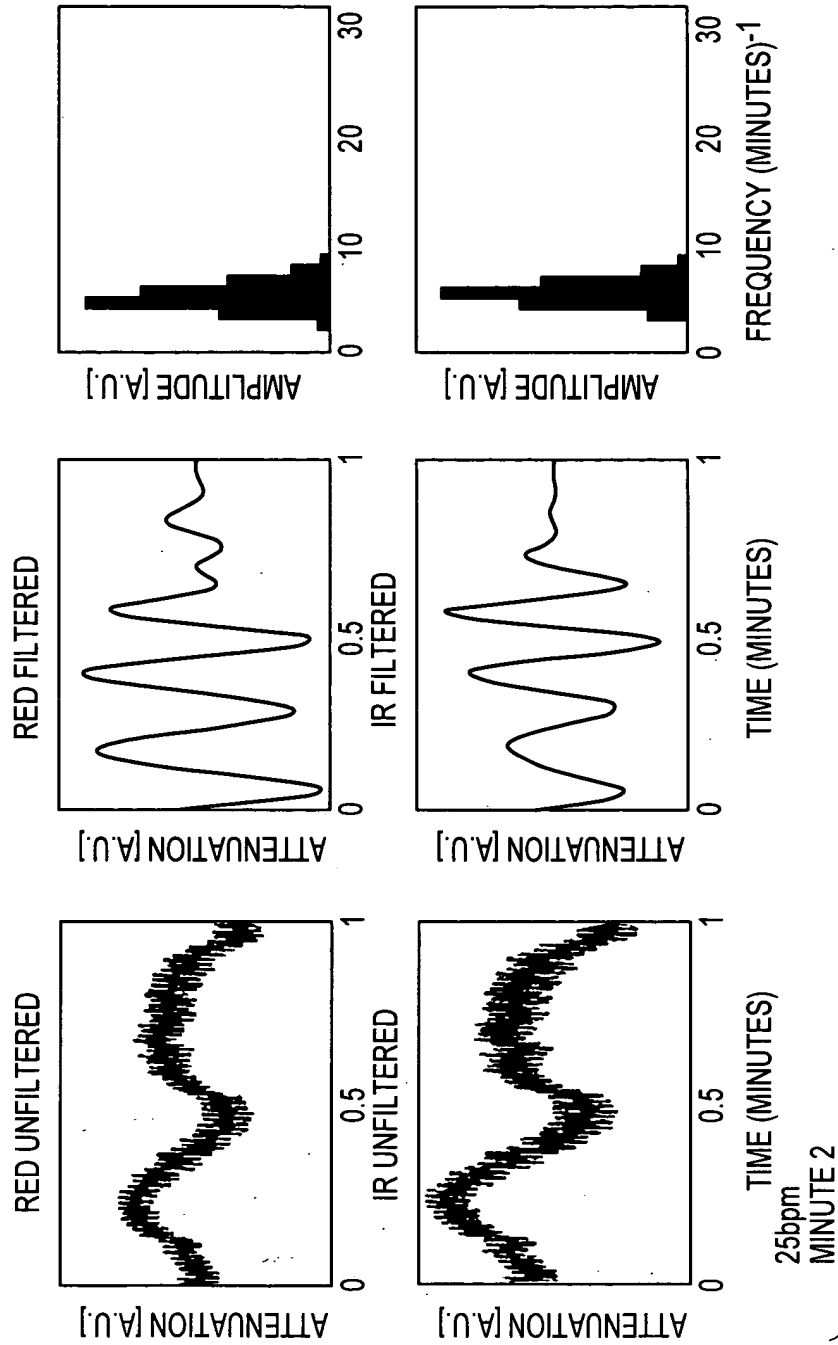 RED UNFILTERED
ATTENUATION [A.U.]
0
0.5
1
RED FILTERED
ATTENUATION [A.U.]
0
0.5
1
AMPLITUDE [A.U.]
0
10
20
30
IR UNFILTERED
ATTENUATION [A.U.]
0
0.5
1
TIME (MINUTES)
IR FILTERED
ATTENUATION [A.U.]
0
0.5
1
TIME (MINUTES)
AMPLITUDE [A.U.]
0
10
20
30
FREQUENCY (MINUTES)-1
25bpm
MINUTE 2